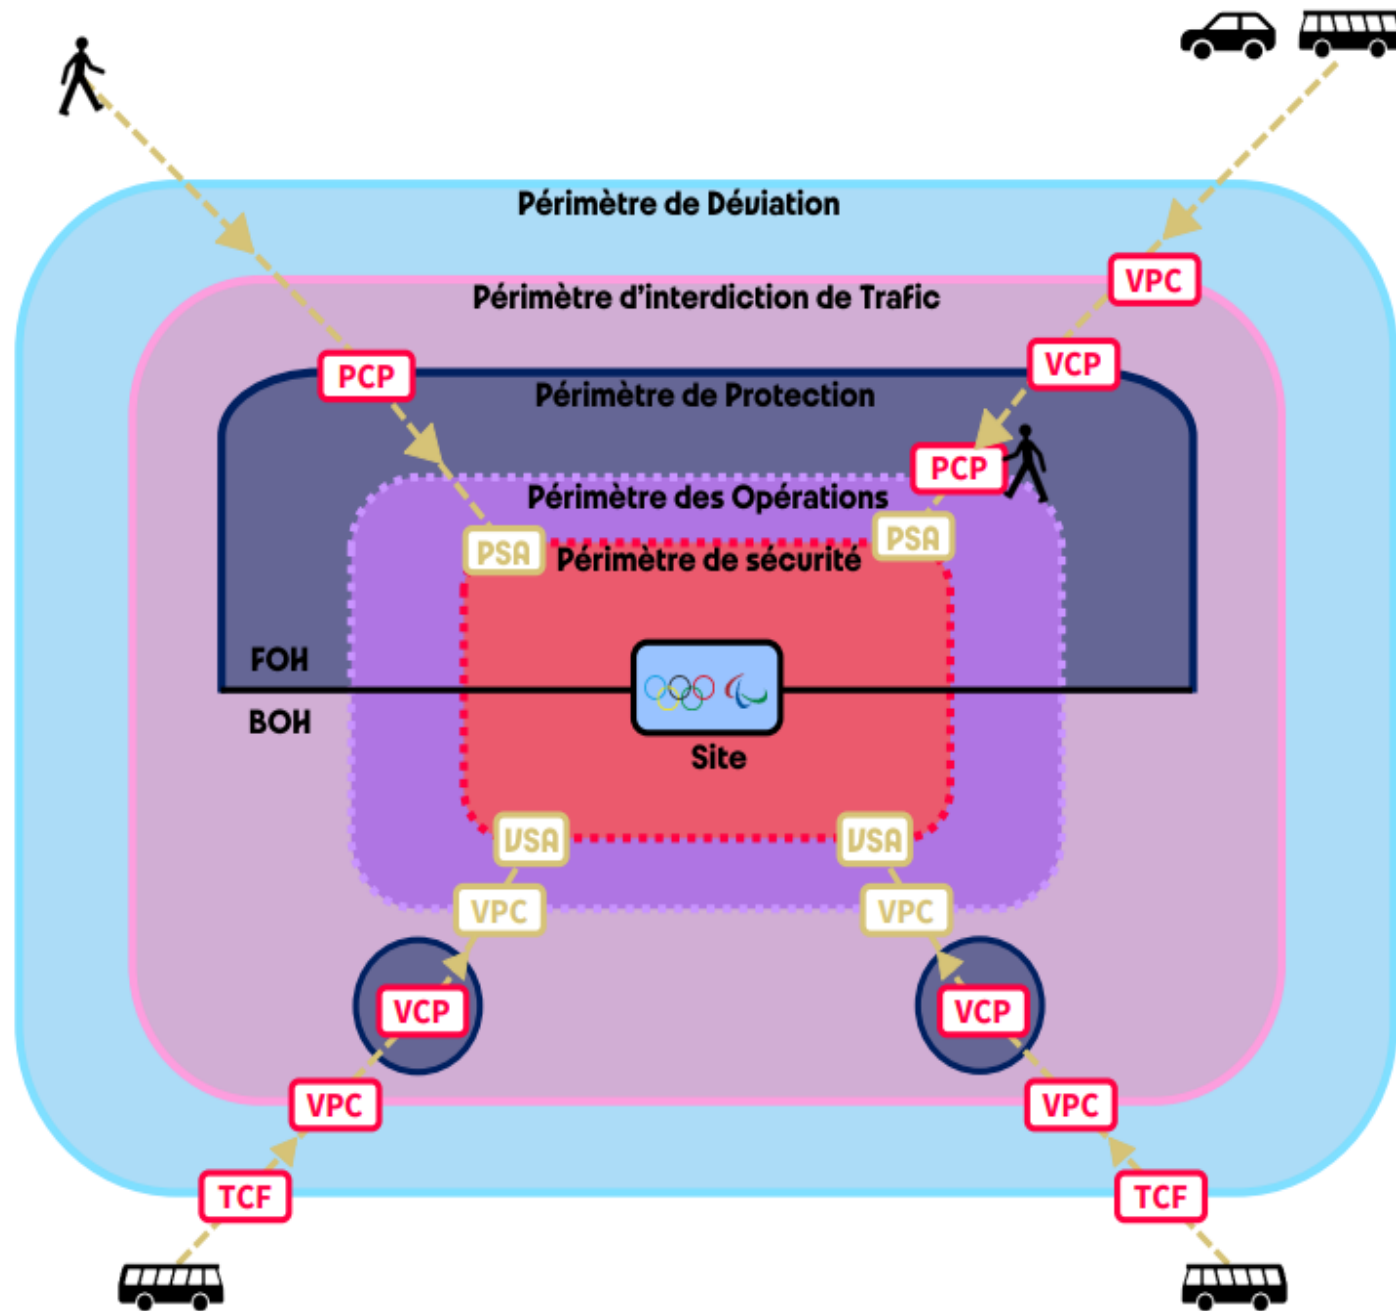 Périmètre de Déviation
VPC
Périmètre d'interdiction de Trafic
VCP
PCP
Périmètre de Protection
PCP
Périmètre des Opérations
PSA
PSA
Périmètre de sécurité
FOH
BOH
Site
VSA
VSA
VPC
VPC
VCP
VCP
VPC
VPC
TCF
TCF